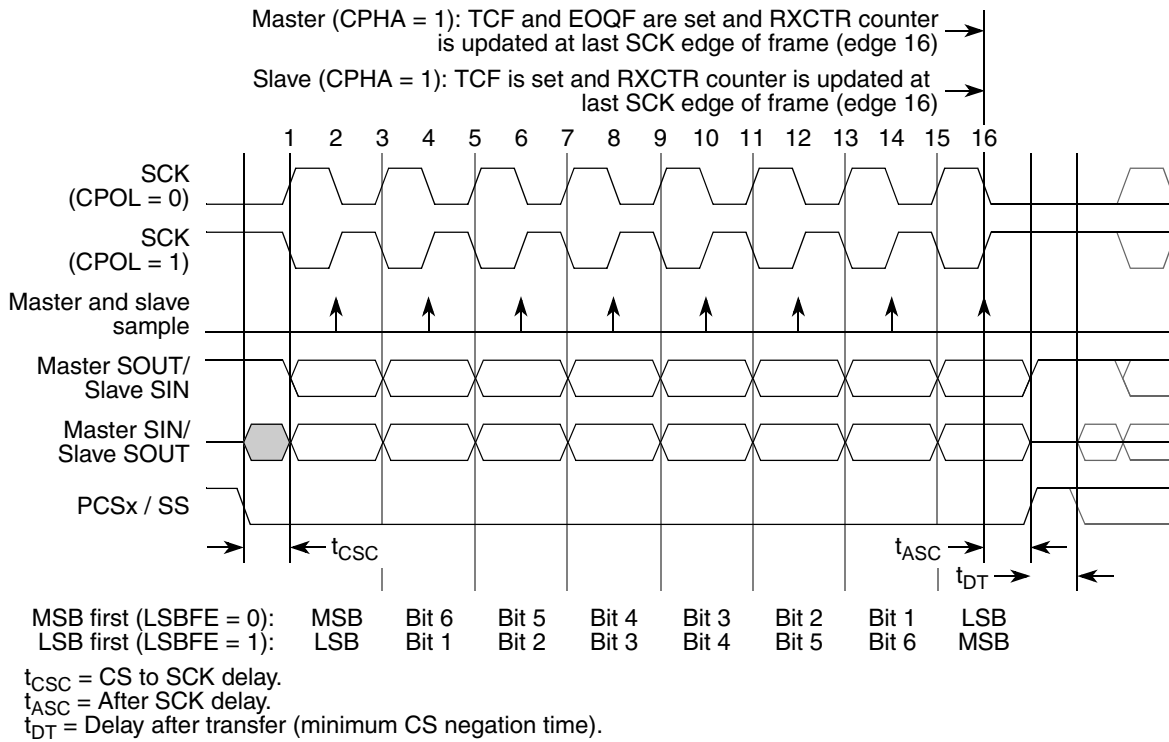 Master (CPHA = 1): TCF and EOQF are set and RXCTR counter
is updated at last SCK edge of frame (edge 16)
Slave (CPHA = 1): TCF is set and RXCTR counter is updated at
last SCK edge of frame (edge 16)
1 2 3 4 5 6 7 8 9 10 11 12 13 14 15 16
SCK
(CPOL = 0)
SCK
(CPOL = 1)
Master and slave
sample
Master SOUT/
Slave SIN
Master SIN/
Slave SOUT
PCSx / SS
tCSC tASC
tDT
MSB first (LSBFE = 0): MSB Bit 6 Bit 5 Bit 4 Bit 3 Bit 2 Bit 1 LSB
LSB first (LSBFE = 1): LSB Bit 1 Bit 2 Bit 3 Bit 4 Bit 5 Bit 6 MSB
tCSC = CS to SCK delay.
tASC = After SCK delay.
tDT = Delay after transfer (minimum CS negation time).